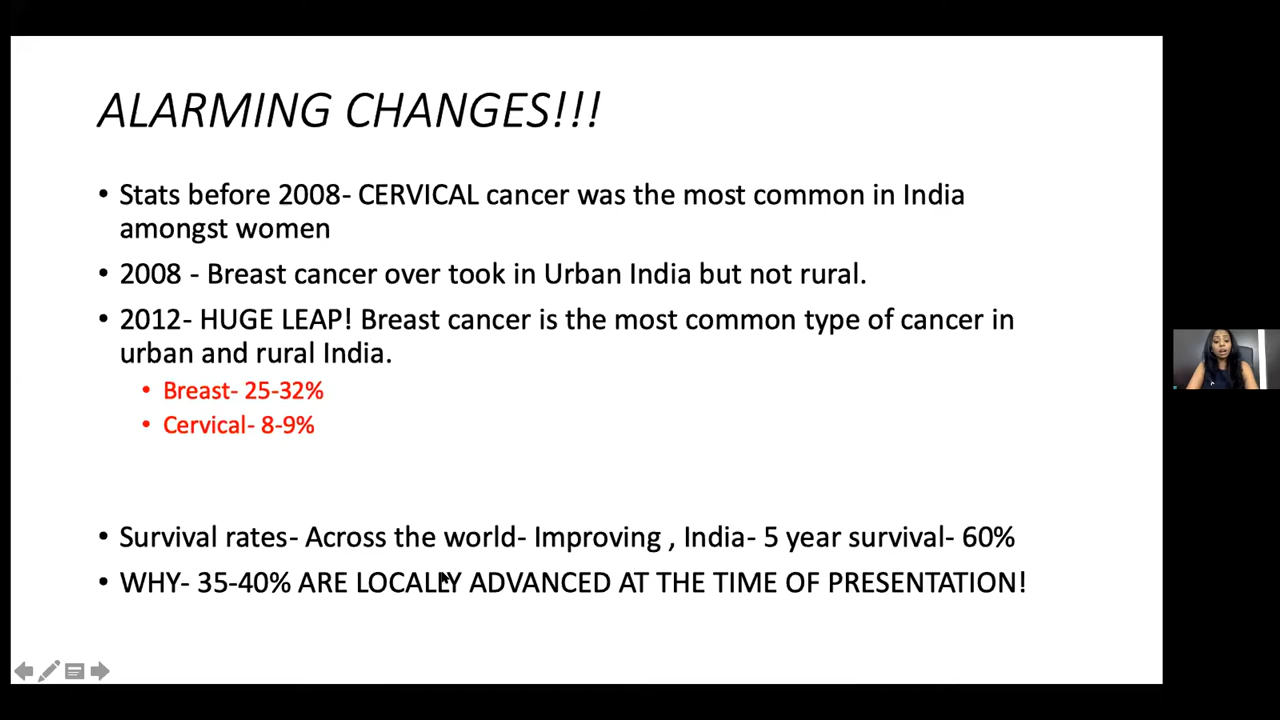 ALARMING CHANGES!!!
• Stats before 2008- CERVICAL cancer was the most common in India
amongst women
• 2008 - Breast cancer over took in Urban India but not rural.
• 2012- HUGE LEAP! Breast cancer is the most common type of cancer in
urban and rural India.
• Breast- 25-32%
• Cervical- 8-9%
• Survival rates- Across the world- Improving , India- 5 year survival- 60%
• WHY- 35-40% ARE LOCALLY ADVANCED AT THE TIME OF PRESENTATION!